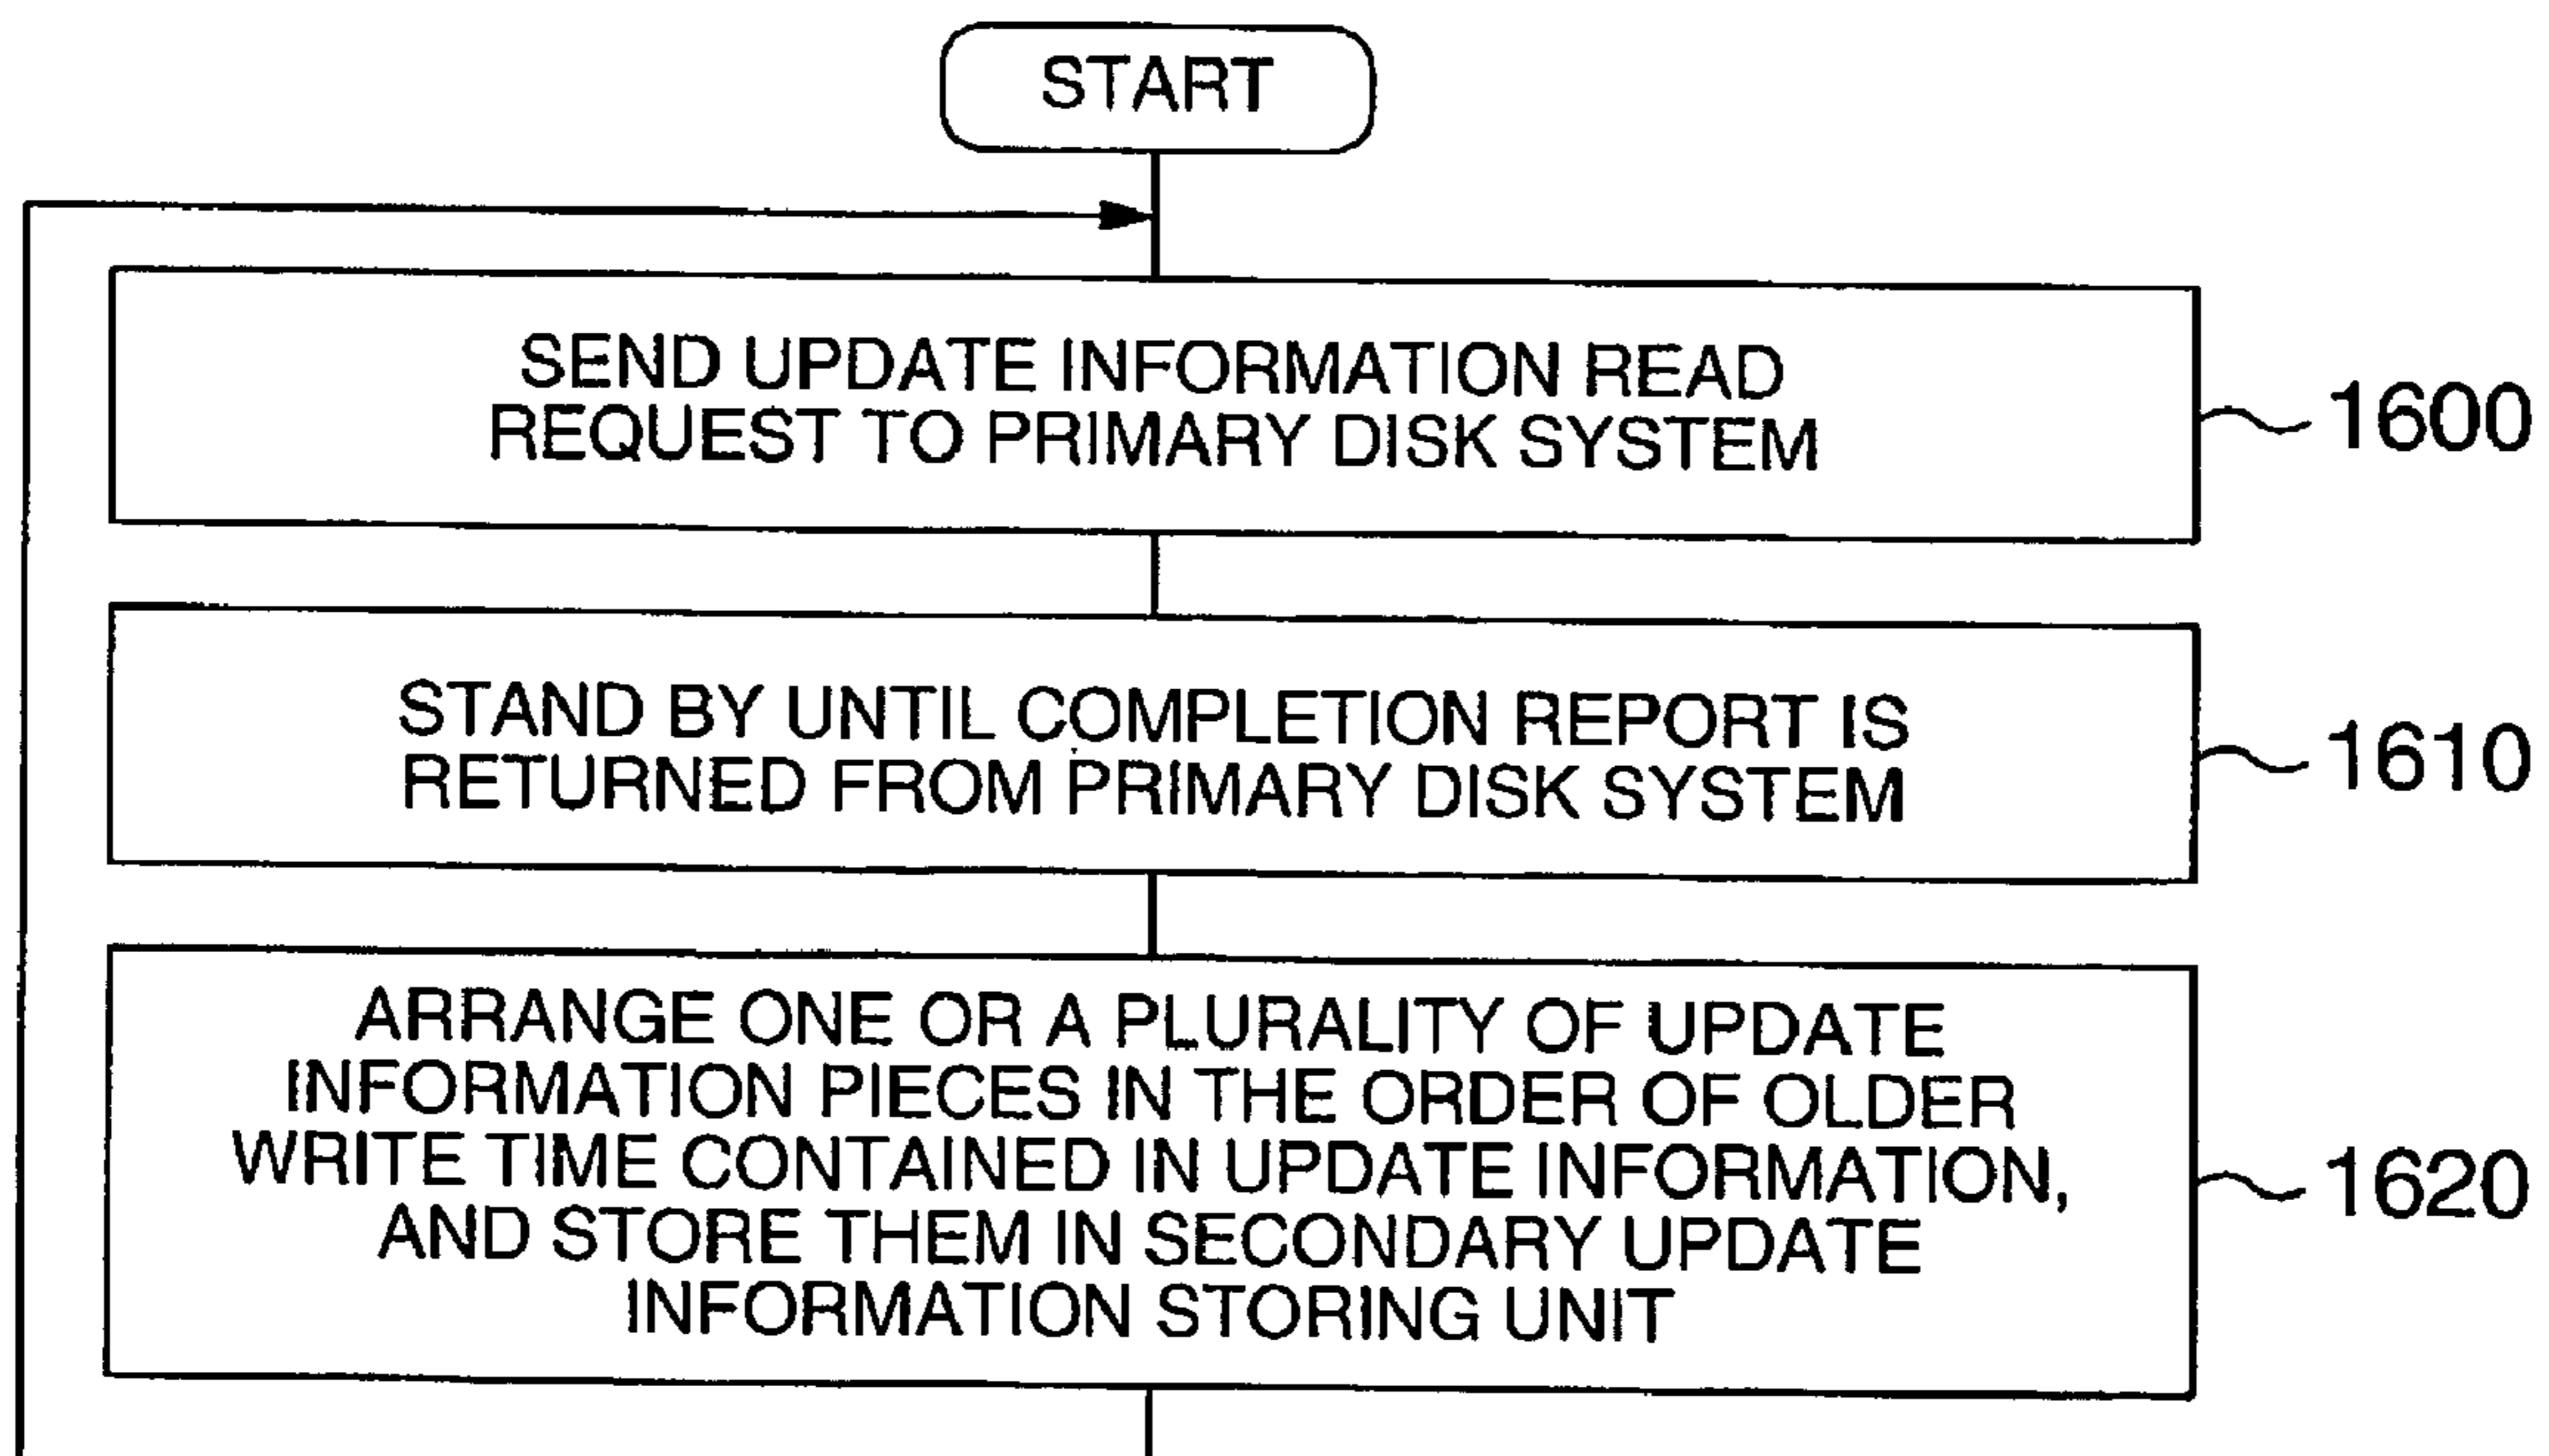 START
SEND UPDATE INFORMATION READ
REQUEST TO PRIMARY DISK SYSTEM
1600
STAND BY UNTIL COMPLETION REPORT IS
RETURNED FROM PRIMARY DISK SYSTEM
1610
ARRANGE ONE OR A PLURALITY OF UPDATE
INFORMATION PIECES IN THE ORDER OF OLDER
WRITE TIME CONTAINED IN UPDATE INFORMATION,
AND STORE THEM IN SECONDARY UPDATE
INFORMATION STORING UNIT
1620